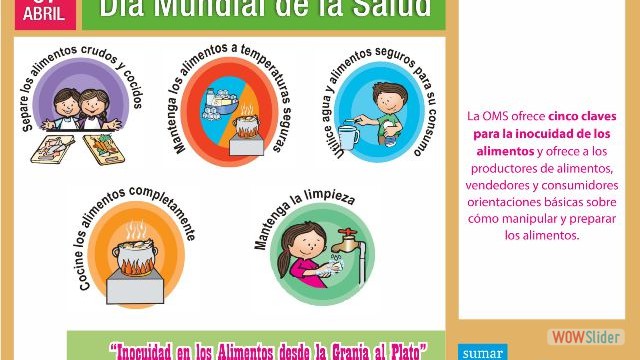 07
ABRIL
Día Mundial de la Salud
Separe los alimentos crudos y cocidos
Mantenga los alimentos a temperaturas seguras
Utilice agua y alimentos seguros para su consumo
Cocine los alimentos completamente
Mantenga la limpieza
"Inocuidad en los Alimentos desde la Granja al Plato"
La OMS ofrece cinco claves
para la inocuidad de los
alimentos y ofrece a los
productores de alimentos,
vendedores y consumidores
orientaciones básicas sobre
cómo manipular y preparar
los alimentos.
sumar
WOWSlider